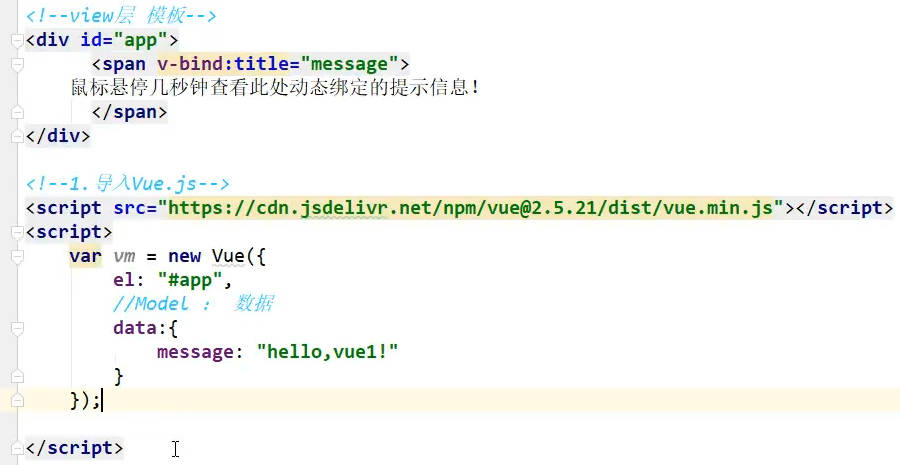 <!--view层 模板-->
<div id="app">
<span v-bind:title="message">
鼠标悬停几秒钟查看此处动态绑定的提示信息！
</span>
</div>
<!--1.导入Vue.js-->
<script src="https://cdn.jsdelivr.net/npm/vue@2.5.21/dist/vue.min.js"></script>
<script>
var vm = new Vue({
el: "#app",
//Model ： 数据
data:{
message: "hello,vue1!"
}
});
</script>